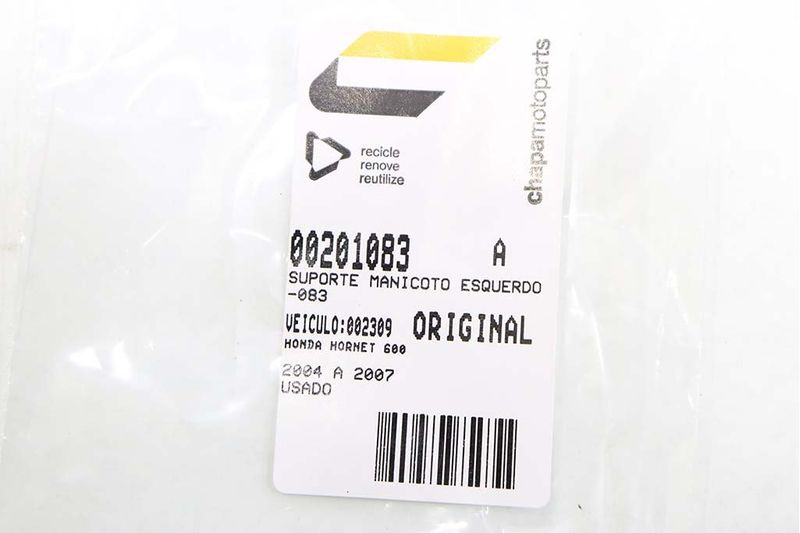 chapamotoparts
recicle
renove
reutilize
00201083 A
SUPORTE MANICOTO ESQUERDO
-083
VEICULO:002309 ORIGINAL
HONDA HORNET 600
2004 A 2007
USADO